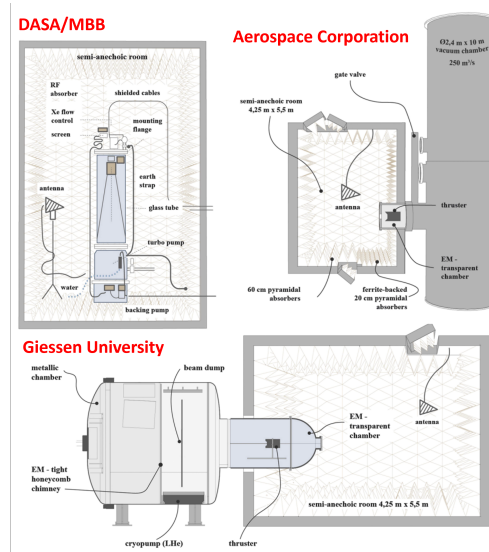 DASA/MBB
semi-anechoic room
RF
absorber
shielded cables
Xe flow
control
mounting
flange
screen
earth
strap
antenna
glass tube
turbo pump
water
backing pump
Aerospace Corporation
Ø2,4 m x 10 m
vacuum chamber
250 m³/s
gate valve
semi-anechoic room
4,25 m x 5,5 m
antenna
thruster
EM -
transparent
chamber
60 cm pyramidal
absorbers
ferrite-backed
20 cm pyramidal
absorbers
Giessen University
metallic
chamber
beam dump
EM -
transparent
chamber
antenna
EM - tight
honeycomb
chimney
semi-anechoic room 4,25 m x 5,5 m
cryopump (LHe)
thruster